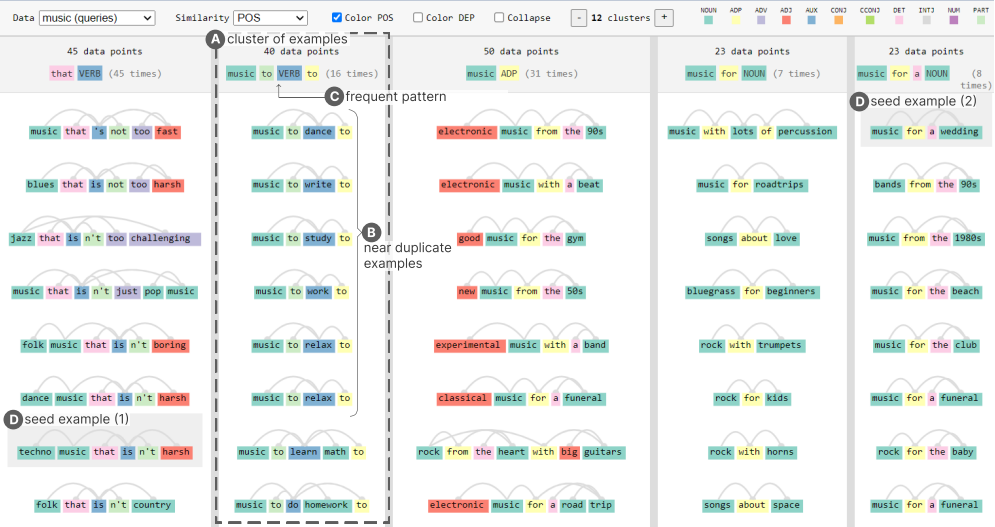 Data music (queries) Similarity POS Color POS Color DEP Collapse - 12 clusters + NOUN ADP ADV ADJ AUX CONJ CCONJ DET INTJ NUM PART
A cluster of examples
45 data points
that VERB (45 times)
music that 's not too fast
blues that is not too harsh
jazz that is n't too challenging
music that is n't just pop music
folk music that is n't boring
dance music that is n't harsh
D seed example (1)
techno music that is n't harsh
folk that is n't country
40 data points
music to VERB to (16 times)
C frequent pattern
music to dance to
music to write to
music to study to
music to work to
music to relax to
music to relax to
music to learn math to
music to do homework to
B
near duplicate
examples
50 data points
music ADP (31 times)
electronic music from the 90s
electronic music with a beat
good music for the gym
new music from the 50s
experimental music with a band
classical music for a funeral
rock from the heart with big guitars
electronic music for a road trip
23 data points
music for NOUN (7 times)
music with lots of percussion
music for roadtrips
songs about love
bluegrass for beginners
rock with trumpets
rock for kids
rock with horns
songs about space
23 data points
music for a NOUN (8
times)
D seed example (2)
music for a wedding
bands from the 90s
music from the 1980s
music for the beach
music for the club
music for a funeral
rock for the baby
music for a funeral